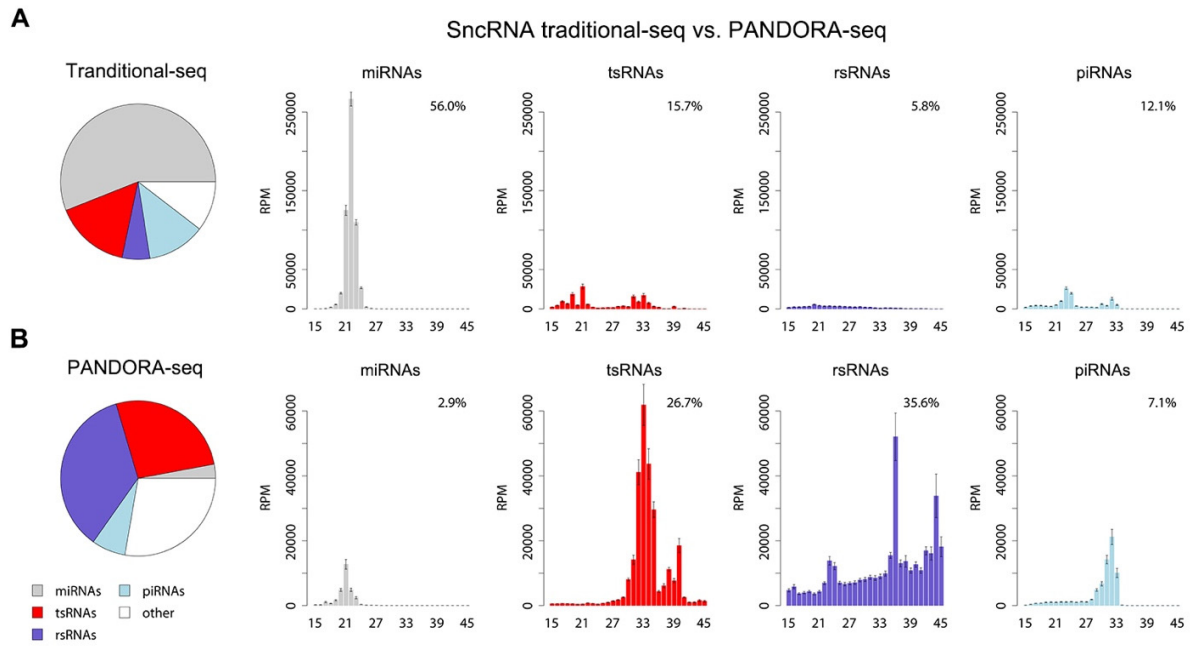 A
SncRNA traditional-seq vs. PANDORA-seq
Tranditional-seq
miRNAs
56.0%
RPM
0 50000 150000 250000
15 21 27 33 39 45
tsRNAs
15.7%
RPM
0 50000 150000 250000
15 21 27 33 39 45
rsRNAs
5.8%
RPM
0 50000 150000 250000
15 21 27 33 39 45
piRNAs
12.1%
RPM
0 50000 150000 250000
15 21 27 33 39 45
B
PANDORA-seq
miRNAs
2.9%
RPM
0 20000 40000 60000
15 21 27 33 39 45
tsRNAs
26.7%
RPM
0 20000 40000 60000
15 21 27 33 39 45
rsRNAs
35.6%
RPM
0 20000 40000 60000
15 21 27 33 39 45
piRNAs
7.1%
RPM
0 20000 40000 60000
15 21 27 33 39 45
miRNAs piRNAs
tsRNAs other
rsRNAs